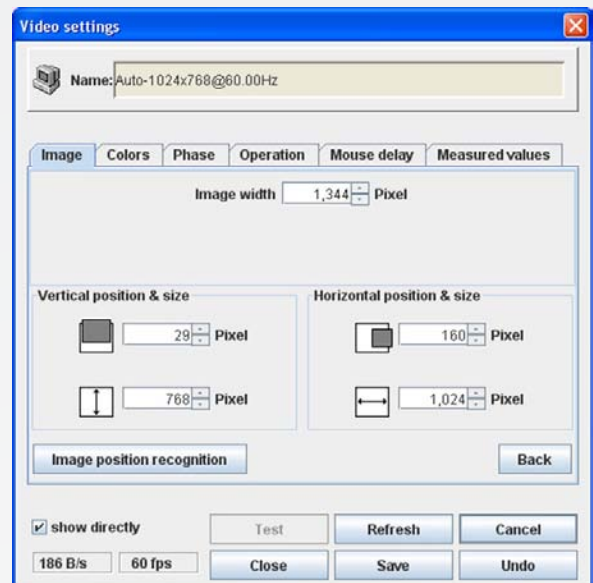 Video settings
Name: Auto-1024x768@60.00Hz
Image Colors Phase Operation Mouse delay Measured values
Image width 1,344 Pixel
Vertical position & size
29 Pixel
768 Pixel
Horizontal position & size
160 Pixel
1,024 Pixel
Image position recognition Back
show directly Test Refresh Cancel
186 B/s 60 fps Close Save Undo